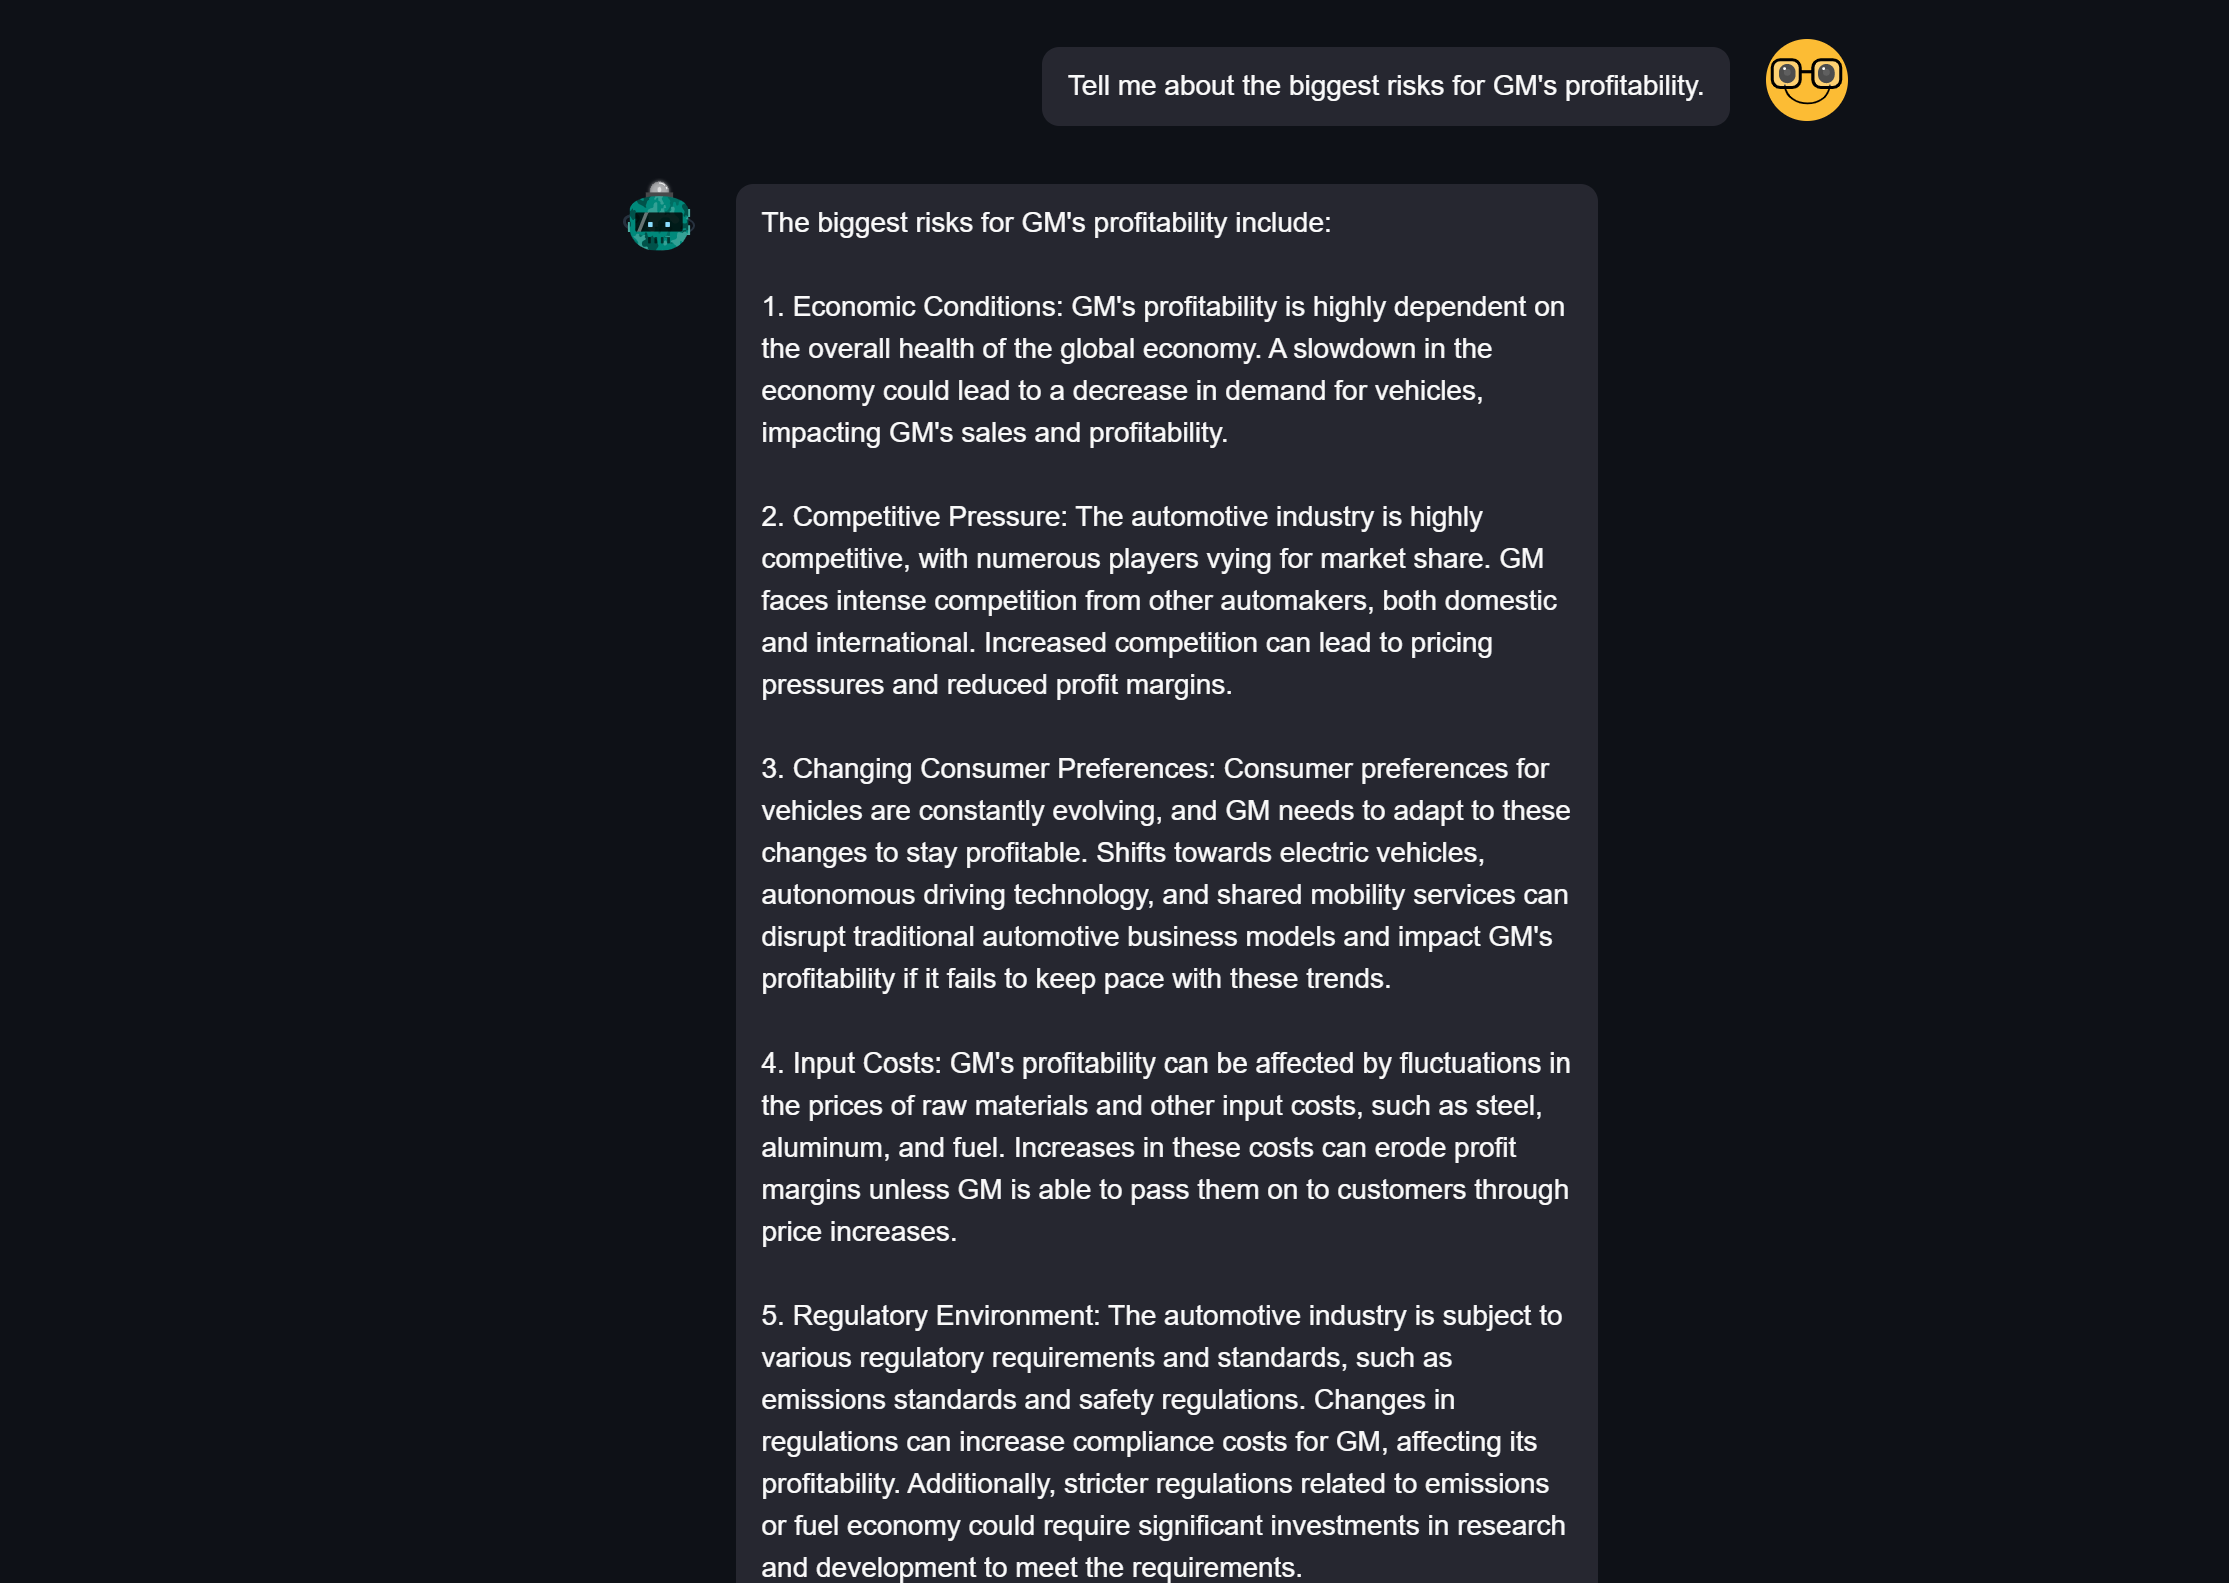 Tell me about the biggest risks for GM's profitability.
The biggest risks for GM's profitability include:
1. Economic Conditions: GM's profitability is highly dependent on
the overall health of the global economy. A slowdown in the
economy could lead to a decrease in demand for vehicles,
impacting GM's sales and profitability.
2. Competitive Pressure: The automotive industry is highly
competitive, with numerous players vying for market share. GM
faces intense competition from other automakers, both domestic
and international. Increased competition can lead to pricing
pressures and reduced profit margins.
3. Changing Consumer Preferences: Consumer preferences for
vehicles are constantly evolving, and GM needs to adapt to these
changes to stay profitable. Shifts towards electric vehicles,
autonomous driving technology, and shared mobility services can
disrupt traditional automotive business models and impact GM's
profitability if it fails to keep pace with these trends.
4. Input Costs: GM's profitability can be affected by fluctuations in
the prices of raw materials and other input costs, such as steel,
aluminum, and fuel. Increases in these costs can erode profit
margins unless GM is able to pass them on to customers through
price increases.
5. Regulatory Environment: The automotive industry is subject to
various regulatory requirements and standards, such as
emissions standards and safety regulations. Changes in
regulations can increase compliance costs for GM, affecting its
profitability. Additionally, stricter regulations related to emissions
or fuel economy could require significant investments in research
and development to meet the requirements.